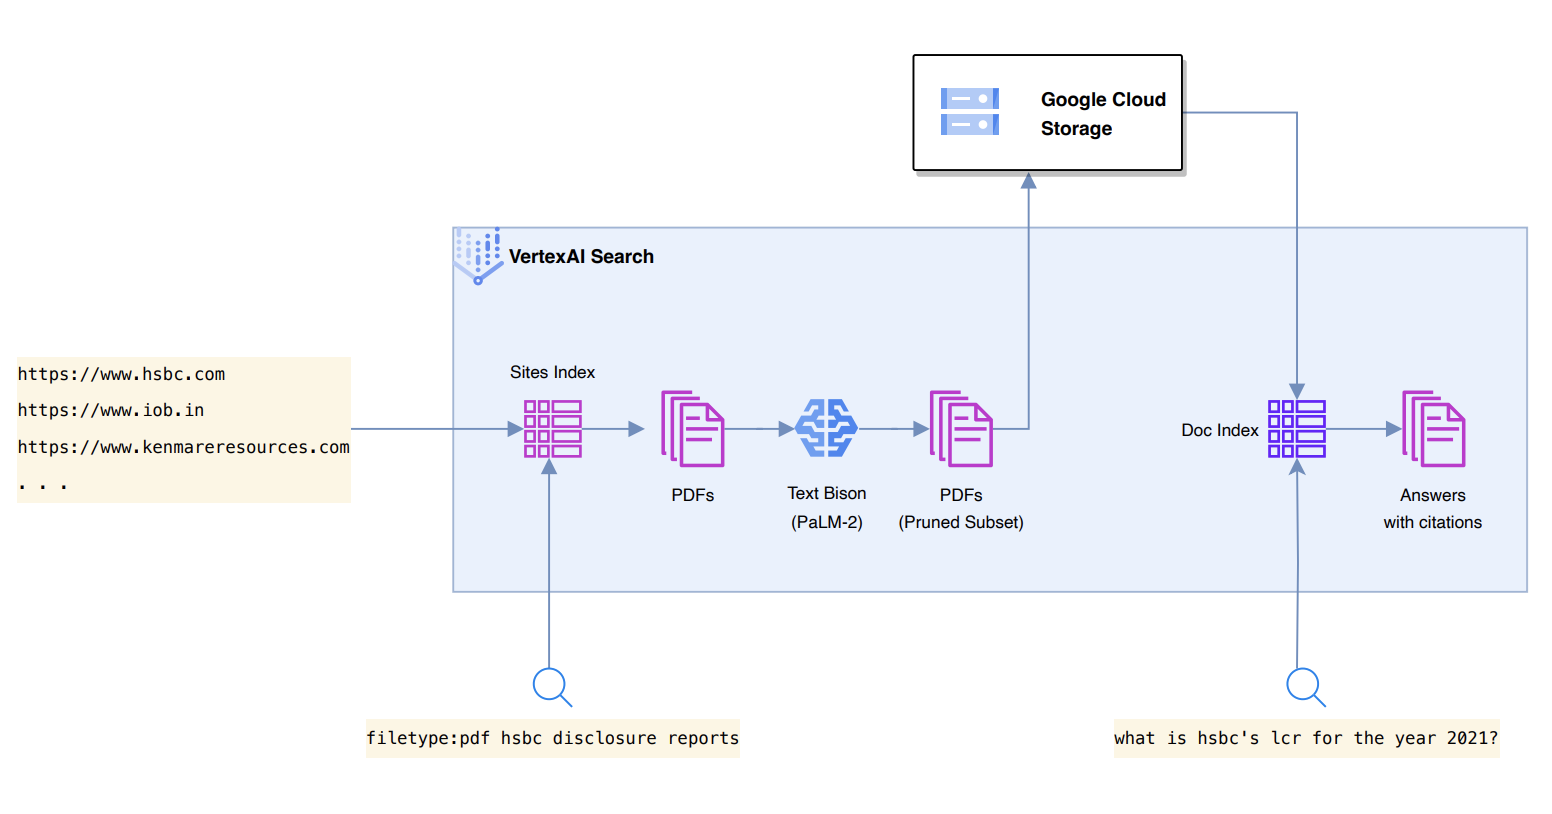 Google Cloud
Storage
VertexAI Search
https://www.hsbc.com
https://www.iob.in
https://www.kenmareresources.com
. . .
Sites Index
PDFs
Text Bison
(PaLM-2)
PDFs
(Pruned Subset)
Doc Index
Answers
with citations
filetype:pdf hsbc disclosure reports
what is hsbc's lcr for the year 2021?